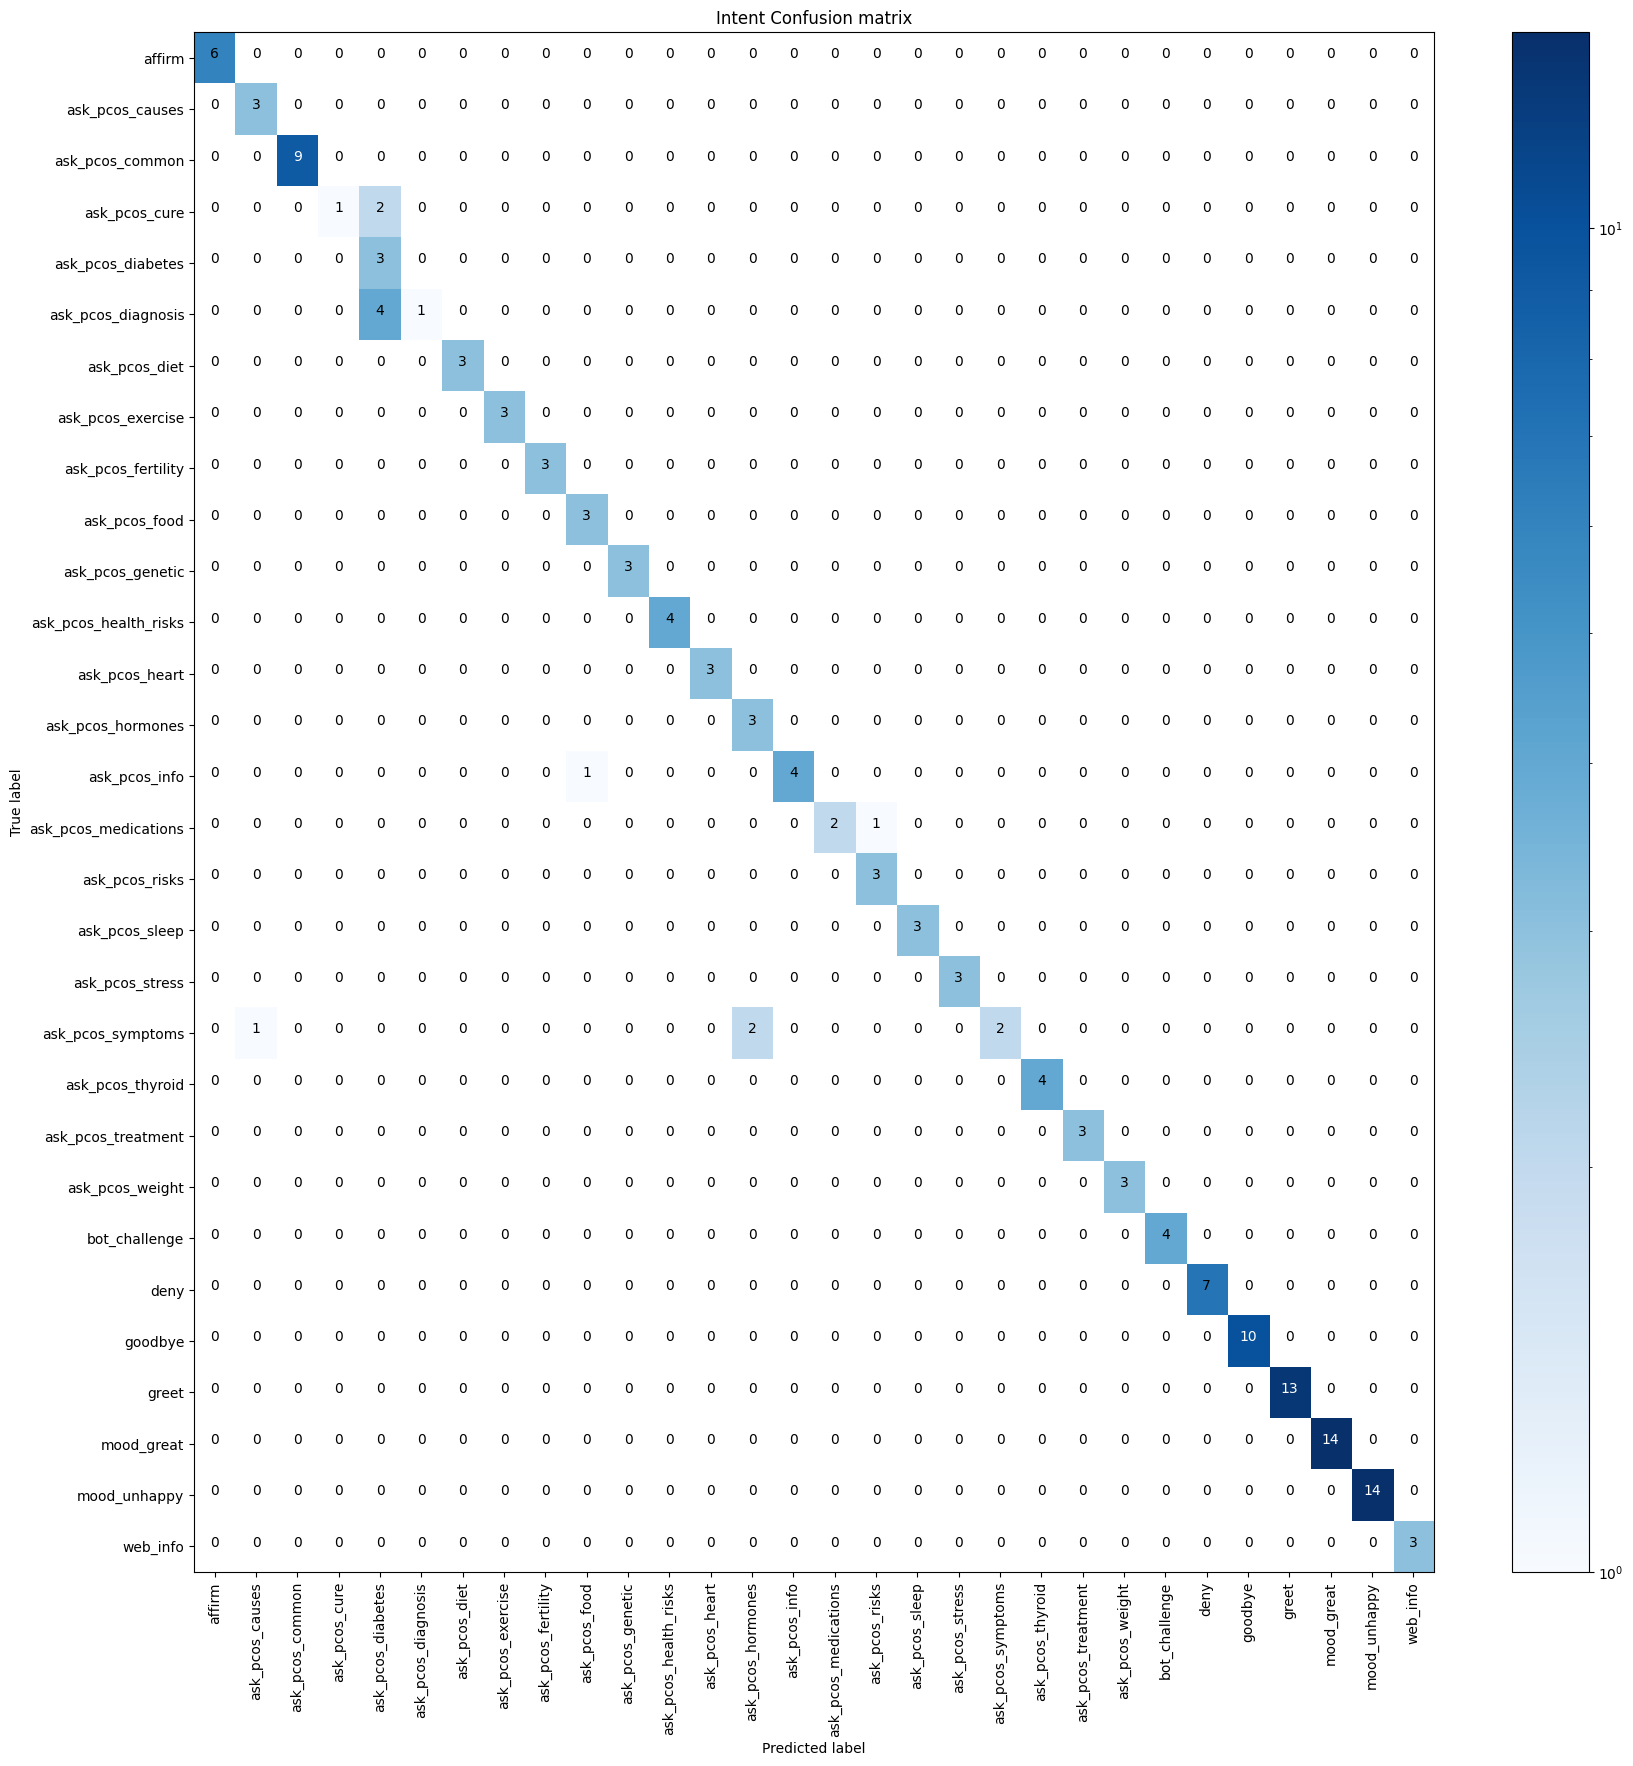 Intent Confusion matrix
affirm 6 0 0 0 0 0 0 0 0 0 0 0 0 0 0 0 0 0 0 0 0 0 0 0 0 0 0 0 0 0
ask_pcos_causes 0 3 0 0 0 0 0 0 0 0 0 0 0 0 0 0 0 0 0 0 0 0 0 0 0 0 0 0 0 0
ask_pcos_common 0 0 9 0 0 0 0 0 0 0 0 0 0 0 0 0 0 0 0 0 0 0 0 0 0 0 0 0 0 0
ask_pcos_cure 0 0 0 1 2 0 0 0 0 0 0 0 0 0 0 0 0 0 0 0 0 0 0 0 0 0 0 0 0 0
ask_pcos_diabetes 0 0 0 0 3 0 0 0 0 0 0 0 0 0 0 0 0 0 0 0 0 0 0 0 0 0 0 0 0 0
ask_pcos_diagnosis 0 0 0 0 4 1 0 0 0 0 0 0 0 0 0 0 0 0 0 0 0 0 0 0 0 0 0 0 0 0
ask_pcos_diet 0 0 0 0 0 0 3 0 0 0 0 0 0 0 0 0 0 0 0 0 0 0 0 0 0 0 0 0 0 0
ask_pcos_exercise 0 0 0 0 0 0 0 3 0 0 0 0 0 0 0 0 0 0 0 0 0 0 0 0 0 0 0 0 0 0
ask_pcos_fertility 0 0 0 0 0 0 0 0 3 0 0 0 0 0 0 0 0 0 0 0 0 0 0 0 0 0 0 0 0 0
ask_pcos_food 0 0 0 0 0 0 0 0 0 3 0 0 0 0 0 0 0 0 0 0 0 0 0 0 0 0 0 0 0 0
ask_pcos_genetic 0 0 0 0 0 0 0 0 0 0 3 0 0 0 0 0 0 0 0 0 0 0 0 0 0 0 0 0 0 0
ask_pcos_health_risks 0 0 0 0 0 0 0 0 0 0 0 4 0 0 0 0 0 0 0 0 0 0 0 0 0 0 0 0 0 0
ask_pcos_heart 0 0 0 0 0 0 0 0 0 0 0 0 3 0 0 0 0 0 0 0 0 0 0 0 0 0 0 0 0 0
ask_pcos_hormones 0 0 0 0 0 0 0 0 0 0 0 0 0 3 0 0 0 0 0 0 0 0 0 0 0 0 0 0 0 0
ask_pcos_info 0 0 0 0 0 0 0 0 0 1 0 0 0 0 4 0 0 0 0 0 0 0 0 0 0 0 0 0 0 0
ask_pcos_medications 0 0 0 0 0 0 0 0 0 0 0 0 0 0 0 2 1 0 0 0 0 0 0 0 0 0 0 0 0 0
ask_pcos_risks 0 0 0 0 0 0 0 0 0 0 0 0 0 0 0 0 3 0 0 0 0 0 0 0 0 0 0 0 0 0
ask_pcos_sleep 0 0 0 0 0 0 0 0 0 0 0 0 0 0 0 0 0 3 0 0 0 0 0 0 0 0 0 0 0 0
ask_pcos_stress 0 0 0 0 0 0 0 0 0 0 0 0 0 0 0 0 0 0 3 0 0 0 0 0 0 0 0 0 0 0
ask_pcos_symptoms 0 1 0 0 0 0 0 0 0 0 0 0 0 2 0 0 0 0 0 2 0 0 0 0 0 0 0 0 0 0
ask_pcos_thyroid 0 0 0 0 0 0 0 0 0 0 0 0 0 0 0 0 0 0 0 0 4 0 0 0 0 0 0 0 0 0
ask_pcos_treatment 0 0 0 0 0 0 0 0 0 0 0 0 0 0 0 0 0 0 0 0 0 3 0 0 0 0 0 0 0 0
ask_pcos_weight 0 0 0 0 0 0 0 0 0 0 0 0 0 0 0 0 0 0 0 0 0 0 3 0 0 0 0 0 0 0
bot_challenge 0 0 0 0 0 0 0 0 0 0 0 0 0 0 0 0 0 0 0 0 0 0 0 4 0 0 0 0 0 0
deny 0 0 0 0 0 0 0 0 0 0 0 0 0 0 0 0 0 0 0 0 0 0 0 0 7 0 0 0 0 0
goodbye 0 0 0 0 0 0 0 0 0 0 0 0 0 0 0 0 0 0 0 0 0 0 0 0 0 10 0 0 0 0
greet 0 0 0 0 0 0 0 0 0 0 0 0 0 0 0 0 0 0 0 0 0 0 0 0 0 0 13 0 0 0
mood_great 0 0 0 0 0 0 0 0 0 0 0 0 0 0 0 0 0 0 0 0 0 0 0 0 0 0 0 14 0 0
mood_unhappy 0 0 0 0 0 0 0 0 0 0 0 0 0 0 0 0 0 0 0 0 0 0 0 0 0 0 0 0 14 0
web_info 0 0 0 0 0 0 0 0 0 0 0 0 0 0 0 0 0 0 0 0 0 0 0 0 0 0 0 0 0 3
True label
affirm
ask_pcos_causes
ask_pcos_common
ask_pcos_cure
ask_pcos_diabetes
ask_pcos_diagnosis
ask_pcos_diet
ask_pcos_exercise
ask_pcos_fertility
ask_pcos_food
ask_pcos_genetic
ask_pcos_health_risks
ask_pcos_heart
ask_pcos_hormones
ask_pcos_info
ask_pcos_medications
ask_pcos_risks
ask_pcos_sleep
ask_pcos_stress
ask_pcos_symptoms
ask_pcos_thyroid
ask_pcos_treatment
ask_pcos_weight
bot_challenge
deny
goodbye
greet
mood_great
mood_unhappy
web_info
Predicted label
10¹
10⁰